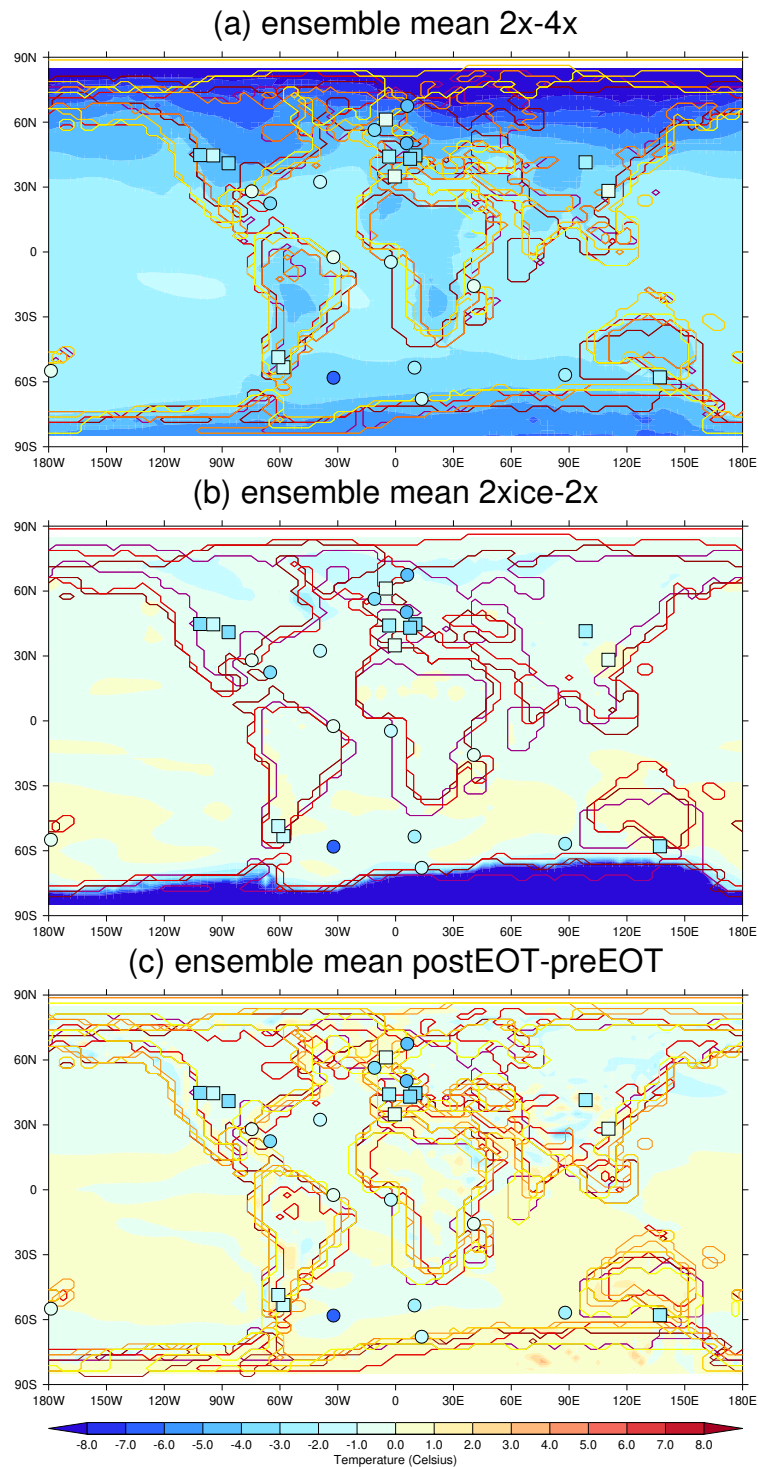 (a) ensemble mean 2x-4x
90N
60N
30N
0
30S
60S
90S
180W 150W 120W 90W 60W 30W 0 30E 60E 90E 120E 150E 180E
(b) ensemble mean 2xice-2x
90N
60N
30N
0
30S
60S
90S
180W 150W 120W 90W 60W 30W 0 30E 60E 90E 120E 150E 180E
(c) ensemble mean postEOT-preEOT
90N
60N
30N
0
30S
60S
90S
180W 150W 120W 90W 60W 30W 0 30E 60E 90E 120E 150E 180E
-8.0 -7.0 -6.0 -5.0 -4.0 -3.0 -2.0 -1.0 0.0 1.0 2.0 3.0 4.0 5.0 6.0 7.0 8.0
Temperature (Celsius)